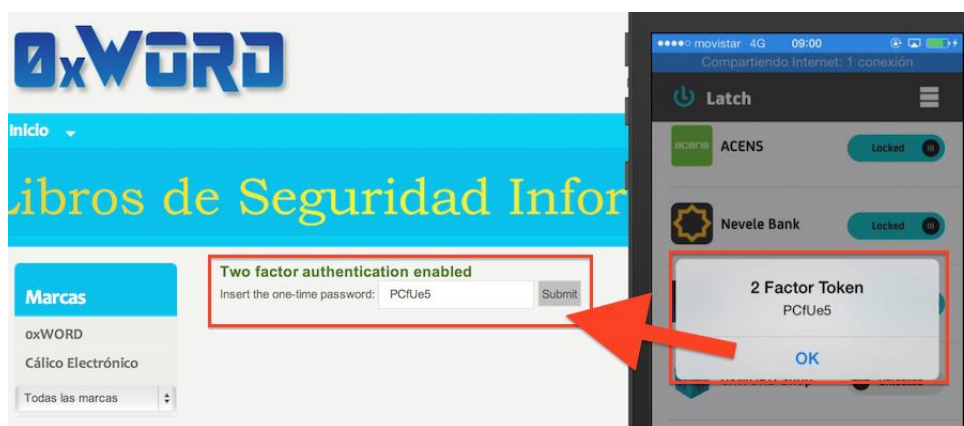 0xWORD
Inicio
Libros de Seguridad Infor
Marcas
0xWORD
Cálico Electrónico
Todas las marcas
Two factor authentication enabled
Insert the one-time password: PCfUe5 Submit
movistar 4G 09:00
Compartiendo Internet: 1 conexión
Latch
acens ACENS Locked
Nevele Bank Locked
2 Factor Token
PCfUe5
OK